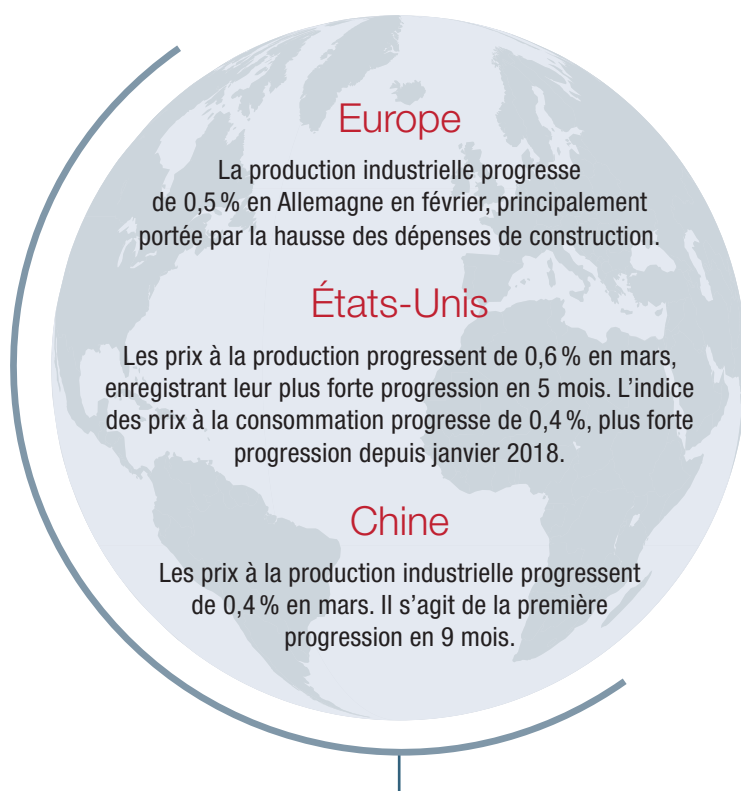 Europe
La production industrielle progresse
de 0,5 % en Allemagne en février, principalement
portée par la hausse des dépenses de construction.
États-Unis
Les prix à la production progressent de 0,6 % en mars,
enregistrant leur plus forte progression en 5 mois. L’indice
des prix à la consommation progresse de 0,4 %, plus forte
progression depuis janvier 2018.
Chine
Les prix à la production industrielle progressent
de 0,4 % en mars. Il s’agit de la première
progression en 9 mois.